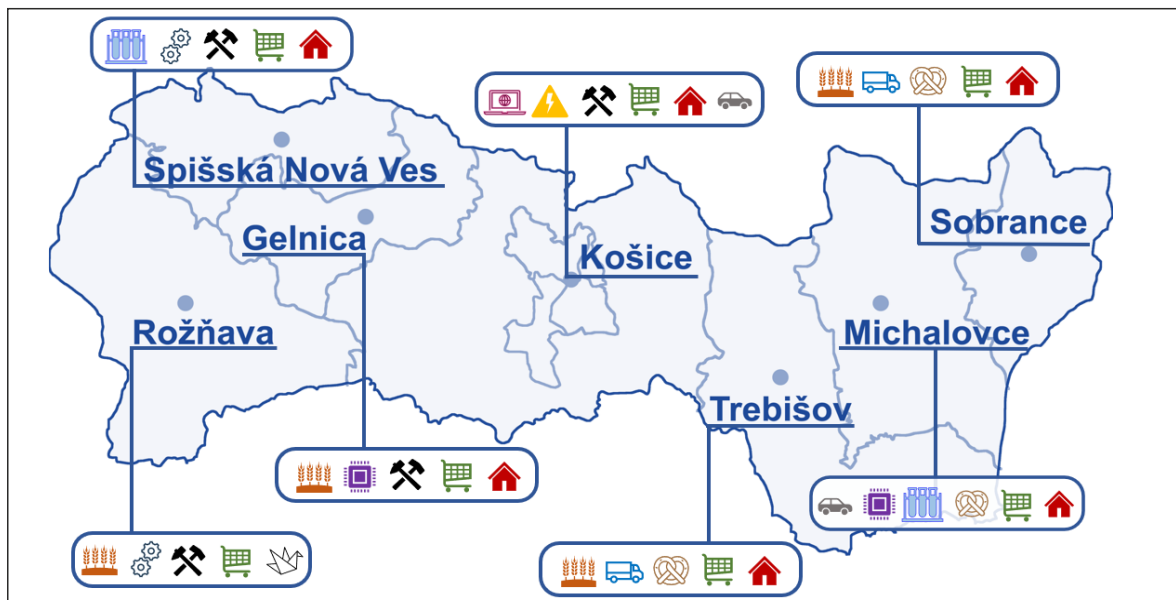 Spišská Nová Ves
Gelnica
Košice
Sobrance
Rožňava
Michalovce
Trebišov